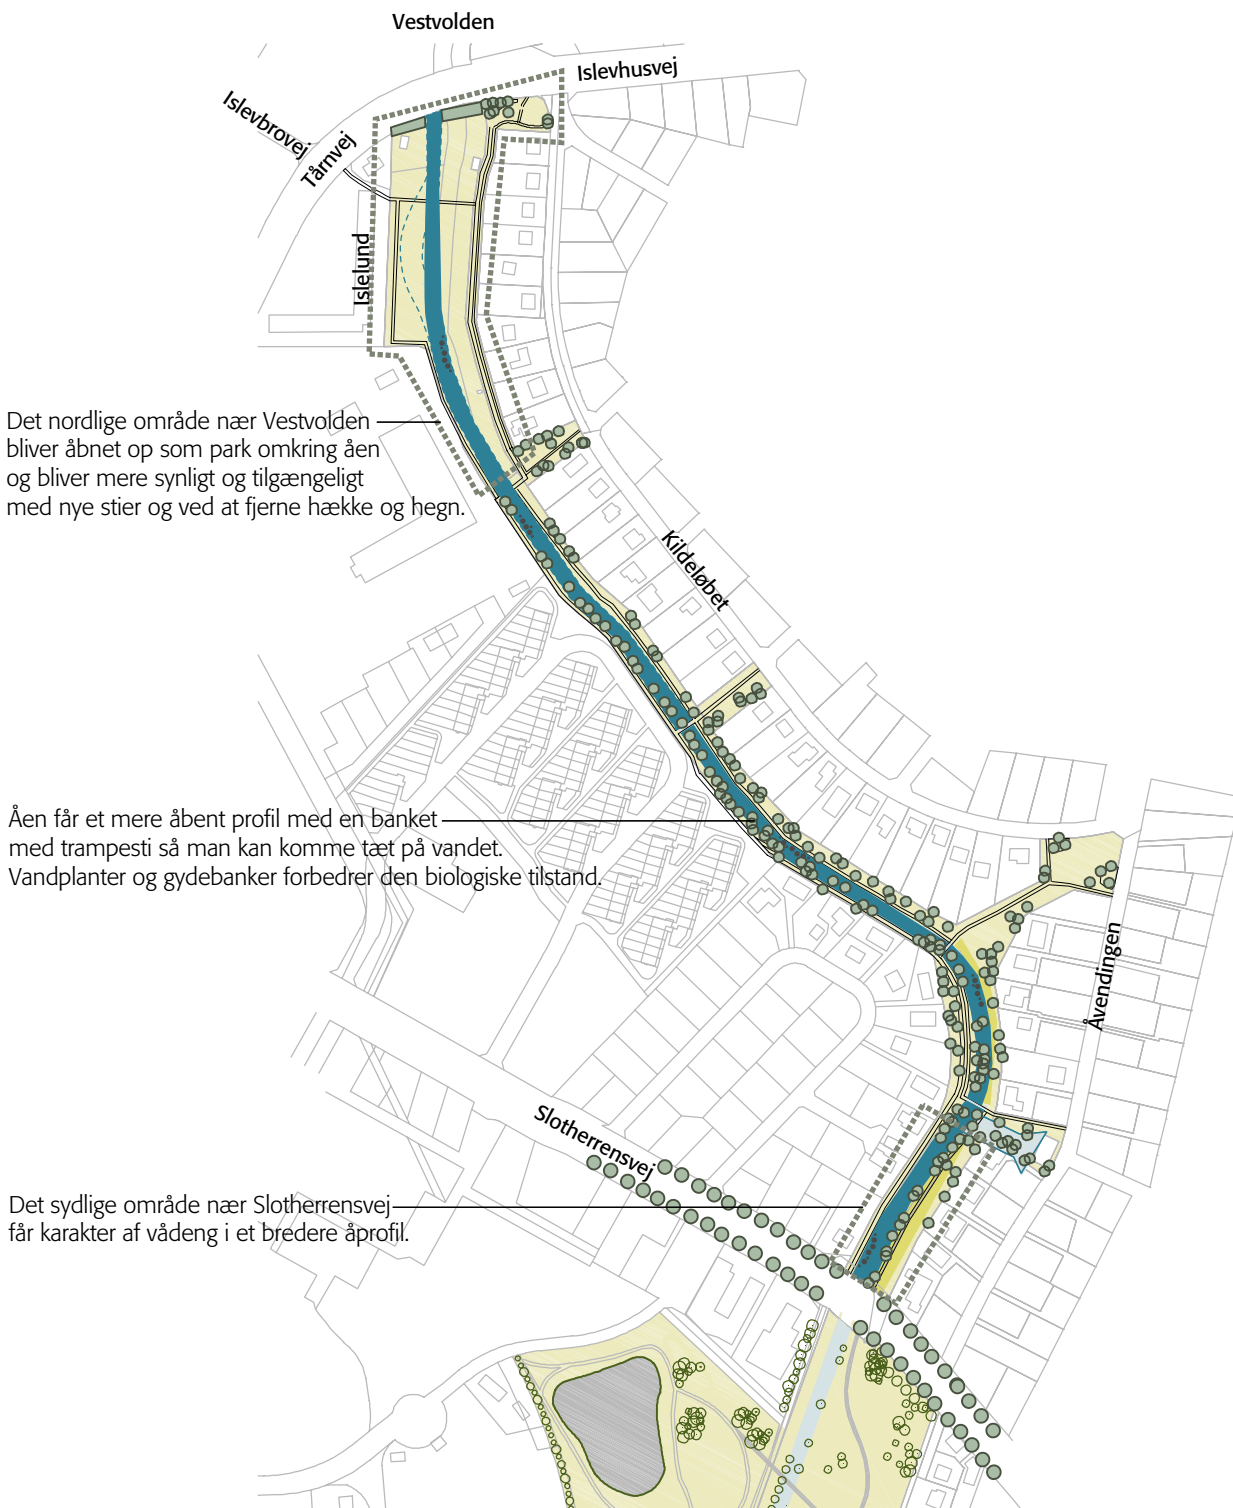 Vestvolden
Islevhusvej
Islevbrovej
Tårnvej
Islelund
Det nordlige område nær Vestvolden
bliver åbnet op som park omkring åen
og bliver mere synligt og tilgængeligt
med nye stier og ved at fjerne hække og hegn.
Kildeløbet
Åen får et mere åbent profil med en banket
med trampesti så man kan komme tæt på vandet.
Vandplanter og gydebanker forbedrer den biologiske tilstand.
Åvendingen
Slotherrensvej
Det sydlige område nær Slotherrensvej
får karakter af vådeng i et bredere åprofil.